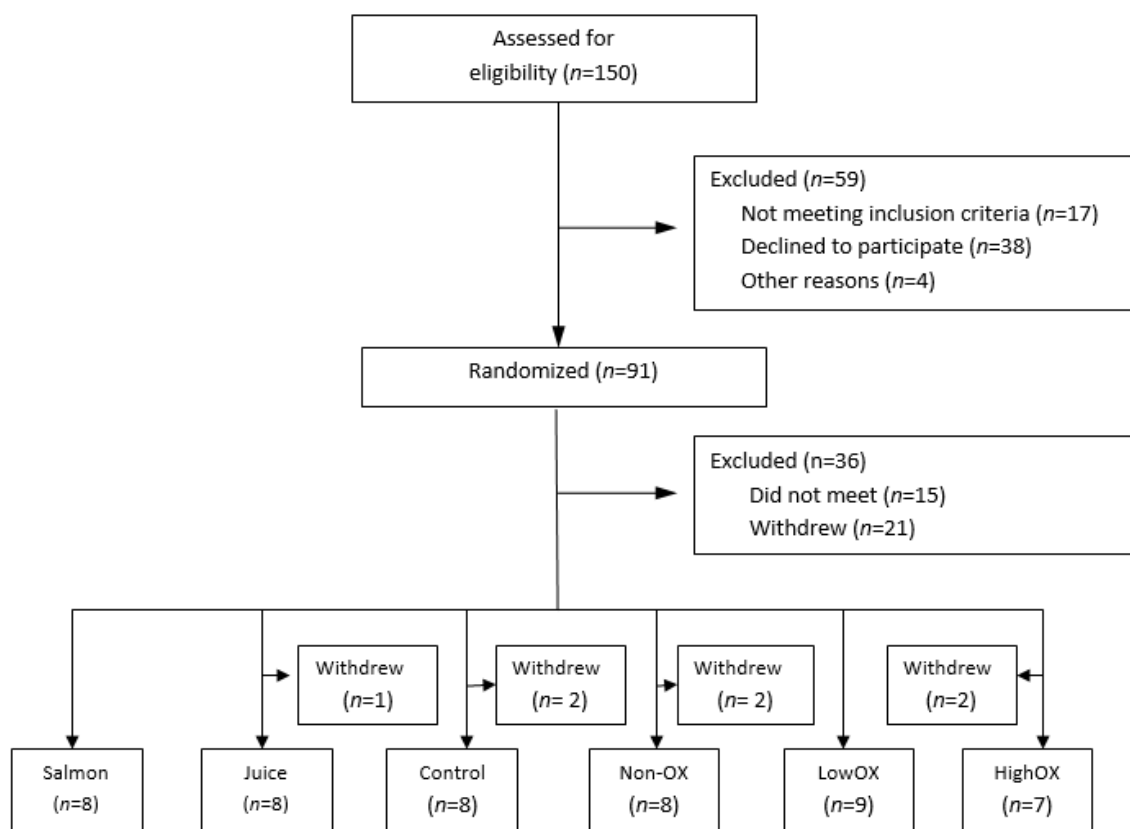 Assessed for
eligibility (n=150)
Excluded (n=59)
Not meeting inclusion criteria (n=17)
Declined to participate (n=38)
Other reasons (n=4)
Randomized (n=91)
Excluded (n=36)
Did not meet (n=15)
Withdrew (n=21)
Withdrew
(n=1)
Withdrew
(n= 2)
Withdrew
(n= 2)
Withdrew
(n=2)
Salmon
(n=8)
Juice
(n=8)
Control
(n=8)
Non-OX
(n=8)
LowOX
(n=9)
HighOX
(n=7)